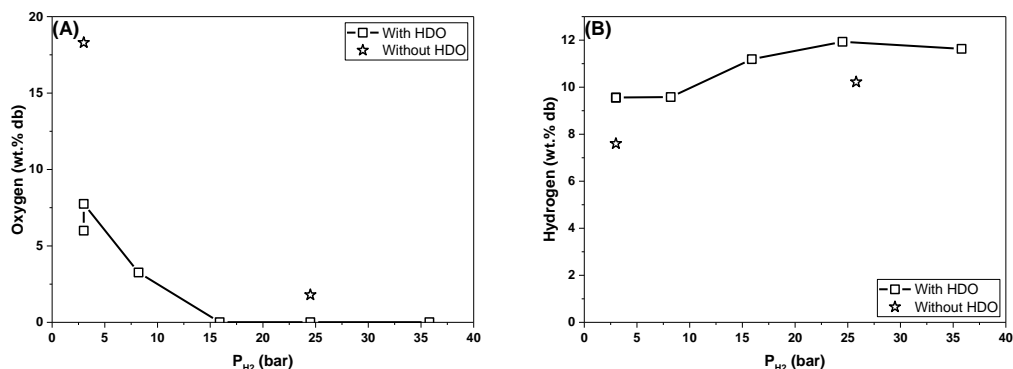 (A)
With HDO
Without HDO
20
15
10
5
0
Oxygen (wt.% db)
0 5 10 15 20 25 30 35 40
P_H2 (bar)
(B)
12
10
8
6
4
2
0
Hydrogen (wt.% db)
With HDO
Without HDO
0 5 10 15 20 25 30 35 40
P_H2 (bar)